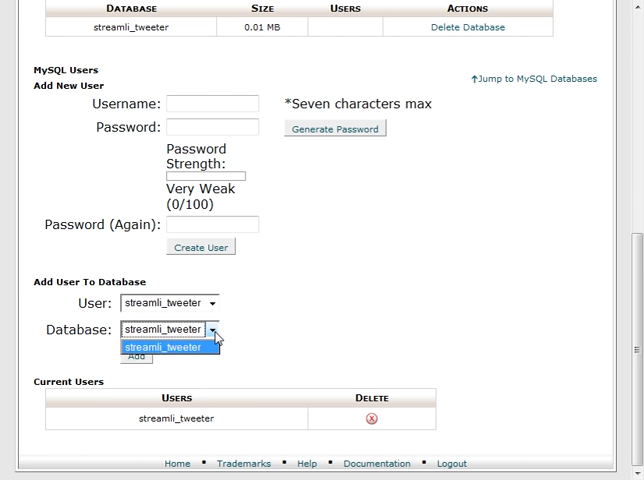 DATABASE SIZE USERS ACTIONS
streamli_tweeter 0.01 MB Delete Database
MySQL Users
Jump to MySQL Databases
Add New User
Username: *Seven characters max
Password: Generate Password
Password
Strength:
Very Weak
(0/100)
Password (Again):
Create User
Add User To Database
User: streamli_tweeter
Database: streamli_tweeter
streamli_tweeter
Add
Current Users
USERS DELETE
streamli_tweeter
Home Trademarks Help Documentation Logout